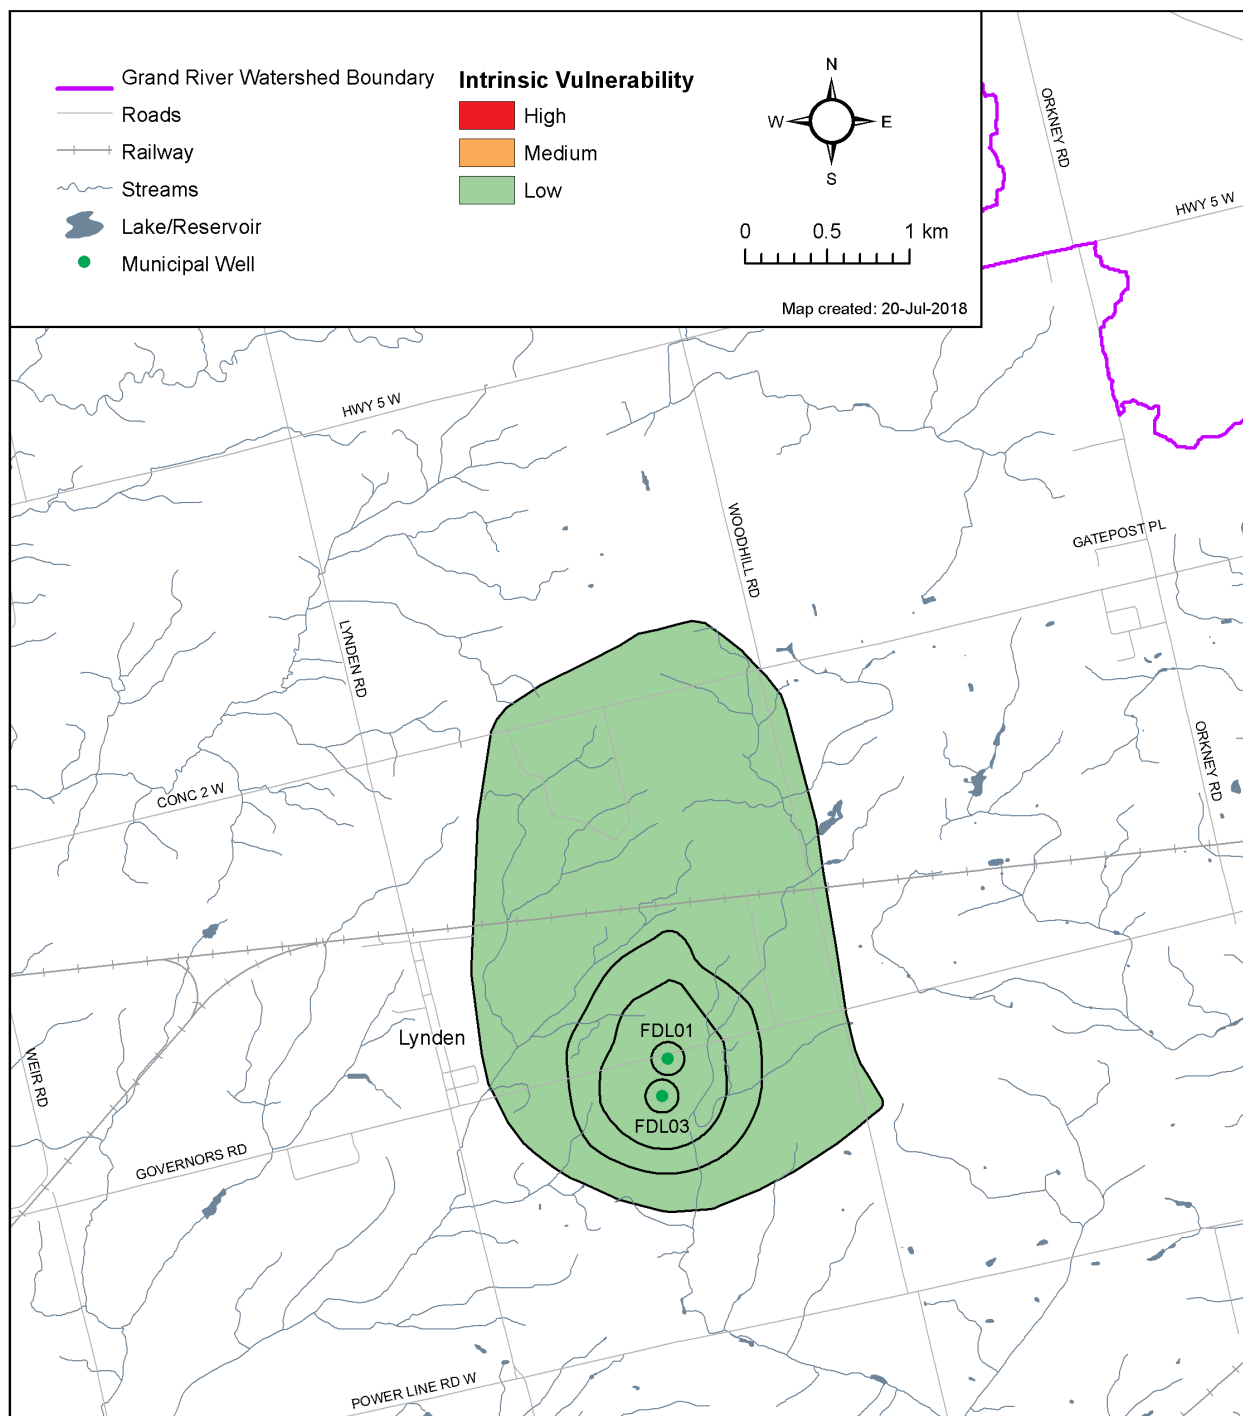 Grand River Watershed Boundary
Roads
Railway
Streams
Lake/Reservoir
Municipal Well
Intrinsic Vulnerability
High
Medium
Low
N
W E
S
0 0.5 1 km
Map created: 20-Jul-2018
ORKNEY RD
HWY 5 W
HWY 5 W
WOODHILL RD
GATEPOST PL
LYNDEN RD
ORKNEY RD
CONC 2 W
FDL01
Lynden
WEIR RD
FDL03
GOVERNORS RD
POWER LINE RD W